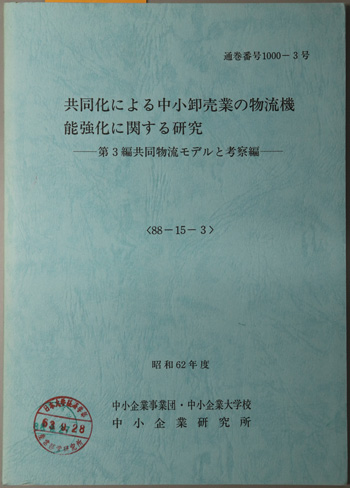 通巻番号1000－3号
共同化による中小卸売業の物流機
能強化に関する研究
——第3編共同物流モデルと考察編——
〈88－15－3〉
昭和62年度
中小企業事業団・中小企業大学校
中小企業研究所
63.9.28